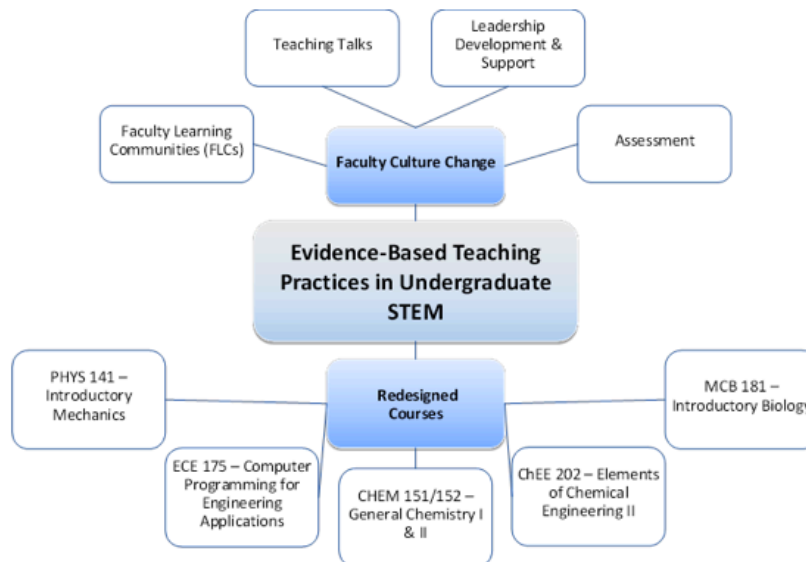 Teaching Talks
Leadership
Development &
Support
Faculty Learning
Communities (FLCs)
Faculty Culture Change
Assessment
Evidence-Based Teaching
Practices in Undergraduate
STEM
PHYS 141 –
Introductory
Mechanics
Redesigned
Courses
MCB 181 –
Introductory Biology
ECE 175 – Computer
Programming for
Engineering
Applications
CHEM 151/152 –
General Chemistry I
& II
ChEE 202 – Elements
of Chemical
Engineering II